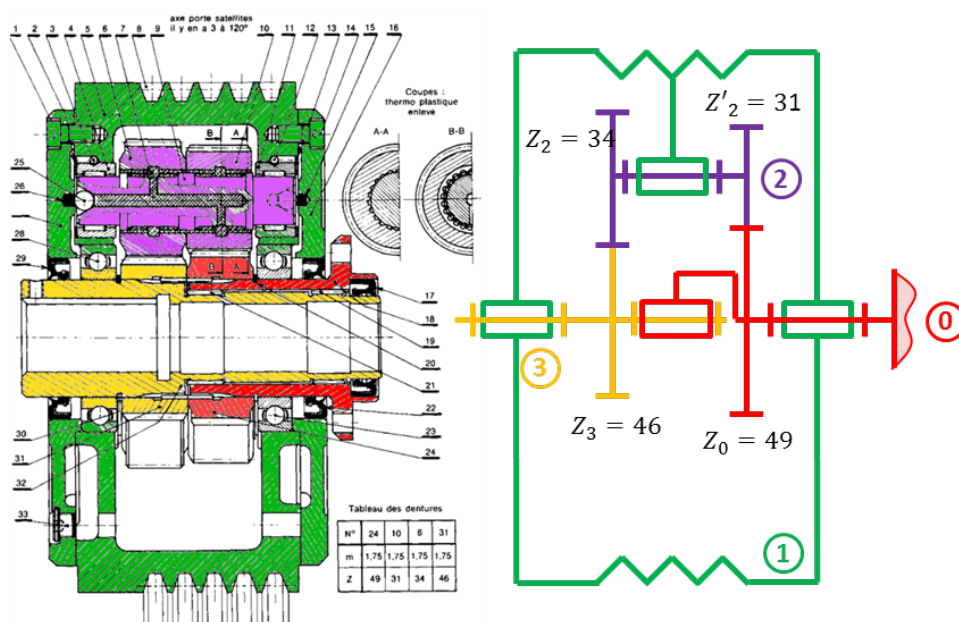 axe porte satellites
il y en a 3 à 120°
1 2 3 4 5 6 7 8 9 10 11 12 13 14 15 16
Coupes :
thermo plastique
enlevé
A-A B-B
B A
25
26
28
29
17
18
19
20
21
22
23
24
30
31
32
33
B A
Tableau des dentures
N° 24 10 6 31
m 1,75 1,75 1,75 1,75
Z 49 31 34 46
Z₂ = 34
Z'₂ = 31
2
0
3
Z₃ = 46
Z₀ = 49
1